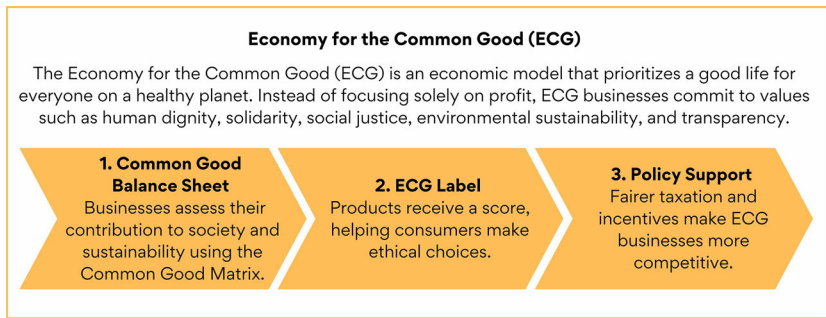 Economy for the Common Good (ECG)
The Economy for the Common Good (ECG) is an economic model that prioritizes a good life for
everyone on a healthy planet. Instead of focusing solely on profit, ECG businesses commit to values
such as human dignity, solidarity, social justice, environmental sustainability, and transparency.
1. Common Good
Balance Sheet
Businesses assess their
contribution to society and
sustainability using the
Common Good Matrix.
2. ECG Label
Products receive a score,
helping consumers make
ethical choices.
3. Policy Support
Fairer taxation and
incentives make ECG
businesses more
competitive.